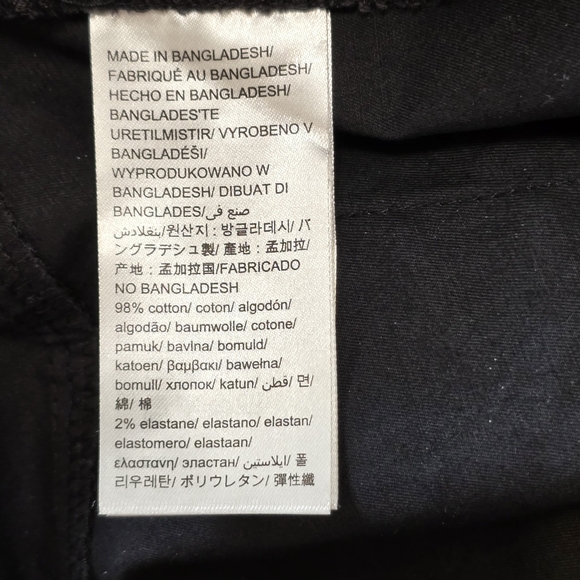 MADE IN BANGLADESH/
FABRIQUÉ AU BANGLADESH/
HECHO EN BANGLADESH/
BANGLADES'TE
URETILMISTIR/ VYROBENO V
BANGLADÉŠI/
WYPRODUKOWANO W
BANGLADESH/ DIBUAT DI
BANGLADES/صنع في
بنغلادش/원산지 : 방글라데시/ バ
ングラデシュ製/ 產地 : 孟加拉/
产地 : 孟加拉国/FABRICADO
NO BANGLADESH
98% cotton/ coton/ algodón/
algodão/ baumwolle/ cotone/
pamuk/ bavlna/ bomuld/
katoen/ βαμβακι/ bawełna/
bomull/ хлопок/ katun/ قطن/ 면/
綿/ 棉
2% elastane/ elastano/ elastan/
elastomero/ elastaan/
ελαστανη/ эластан/ ايلاستين/ 폴
리우레탄/ ポリウレタン/ 彈性纖